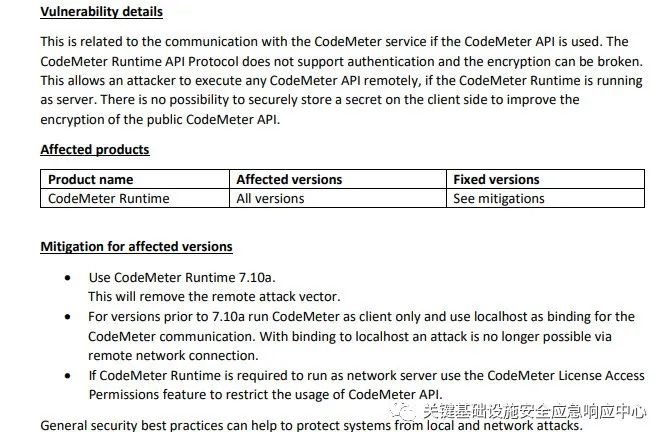 Vulnerability details
This is related to the communication with the CodeMeter service if the CodeMeter API is used. The
CodeMeter Runtime API Protocol does not support authentication and the encryption can be broken.
This allows an attacker to execute any CodeMeter API remotely, if the CodeMeter Runtime is running
as server. There is no possibility to securely store a secret on the client side to improve the
encryption of the public CodeMeter API.
Affected products
Product name Affected versions Fixed versions
CodeMeter Runtime All versions See mitigations
Mitigation for affected versions
• Use CodeMeter Runtime 7.10a.
This will remove the remote attack vector.
• For versions prior to 7.10a run CodeMeter as client only and use localhost as binding for the
CodeMeter communication. With binding to localhost an attack is no longer possible via
remote network connection.
• If CodeMeter Runtime is required to run as network server use the CodeMeter License Access
Permissions feature to restrict the usage of CodeMeter API.
关键基础设施安全应急响应中心
General security best practices can help to protect systems from local and network attacks.